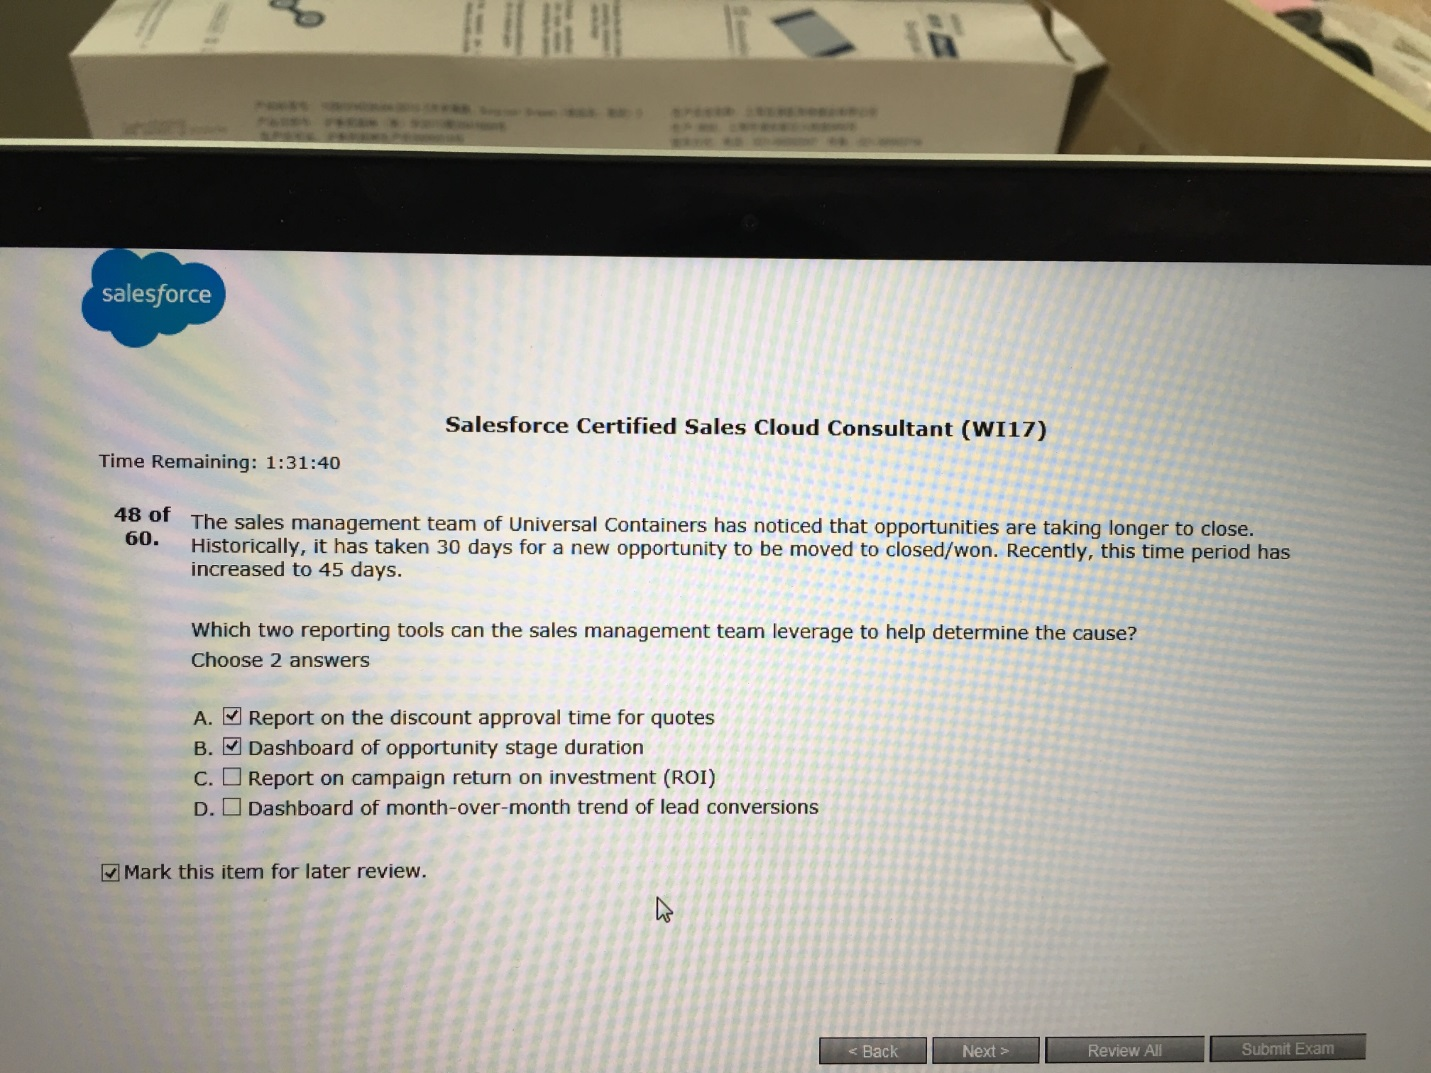 salesforce
Salesforce Certified Sales Cloud Consultant (WI17)
Time Remaining: 1:31:40
48 of
60.
The sales management team of Universal Containers has noticed that opportunities are taking longer to close.
Historically, it has taken 30 days for a new opportunity to be moved to closed/won. Recently, this time period has
increased to 45 days.
Which two reporting tools can the sales management team leverage to help determine the cause?
Choose 2 answers
A. Report on the discount approval time for quotes
B. Dashboard of opportunity stage duration
C. Report on campaign return on investment (ROI)
D. Dashboard of month-over-month trend of lead conversions
Mark this item for later review.
< Back Next > Review All Submit Exam